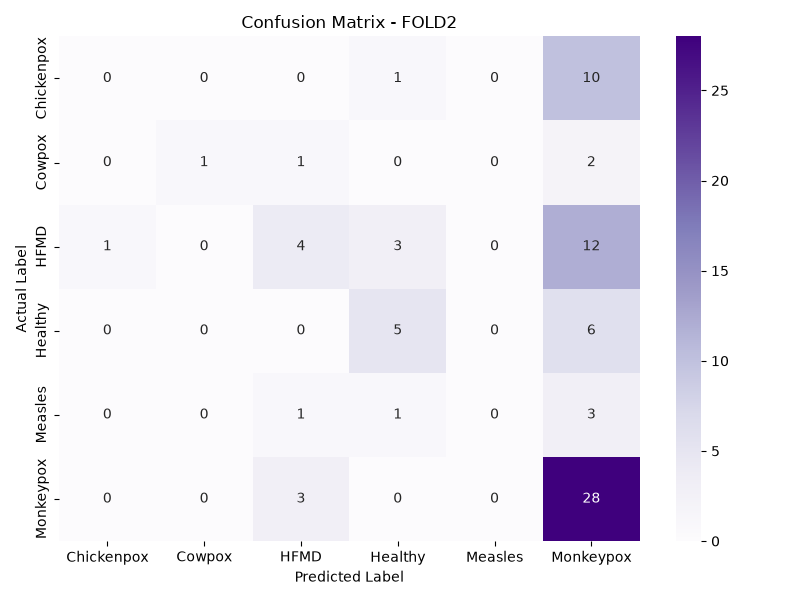 Confusion Matrix - FOLD2
Actual Label
Chickenpox 0 0 0 1 0 10
Cowpox 0 1 1 0 0 2
HFMD 1 0 4 3 0 12
Healthy 0 0 0 5 0 6
Measles 0 0 1 1 0 3
Monkeypox 0 0 3 0 0 28
Chickenpox Cowpox HFMD Healthy Measles Monkeypox
Predicted Label
25
20
15
10
5
0